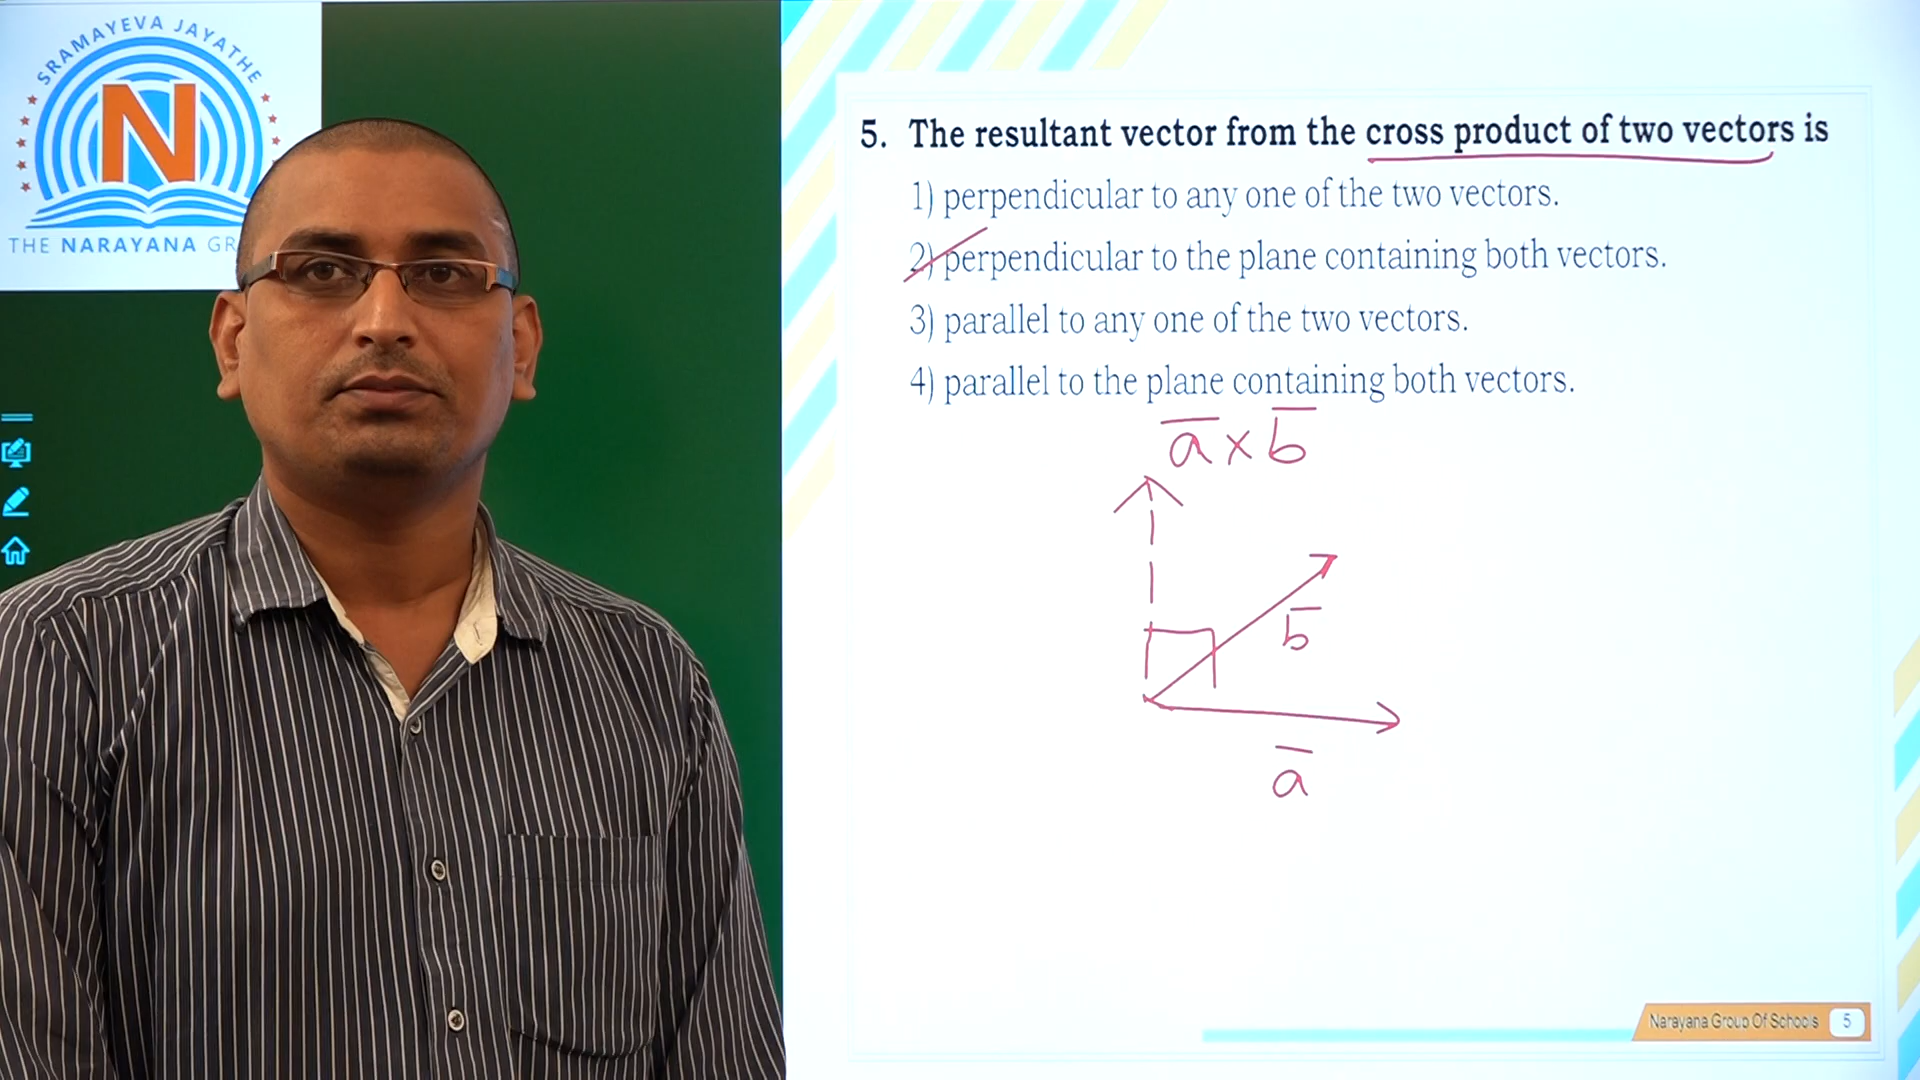 SRAMAYEVA JAYATHE
N
THE NARAYANA GR
5. The resultant vector from the cross product of two vectors is
1) perpendicular to any one of the two vectors.
2) perpendicular to the plane containing both vectors.
3) parallel to any one of the two vectors.
4) parallel to the plane containing both vectors.
a̅ × b̅
b̅
a̅
Narayana Group Of Schools 5